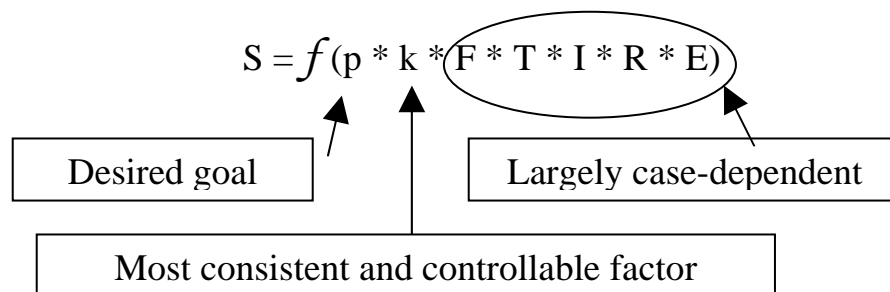 S = f(p * k * F * T * I * R * E)
Desired goal
Largely case-dependent
Most consistent and controllable factor